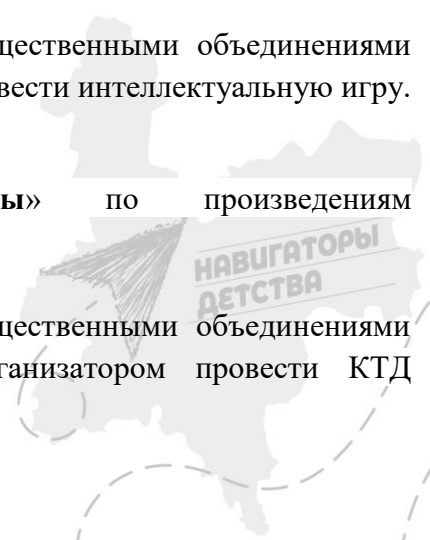 щественными объединениями
вести интеллектуальную игру.
ы» по произведениям
НАВИГАТОРЫ
ДЕТСТВА
щественными объединениями
ганизатором провести КТД